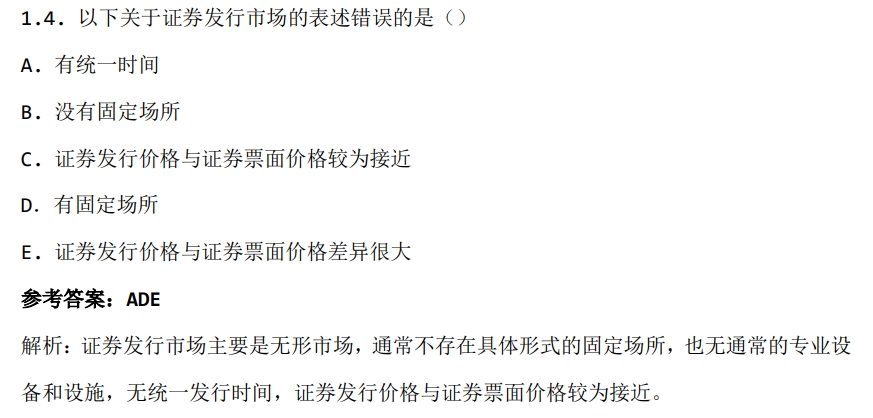 1.4. 以下关于证券发行市场的表述错误的是（）
A. 有统一时间
B. 没有固定场所
C. 证券发行价格与证券票面价格较为接近
D. 有固定场所
E. 证券发行价格与证券票面价格差异很大
参考答案：ADE
解析：证券发行市场主要是无形市场，通常不存在具体形式的固定场所，也无通常的专业设
备和设施，无统一发行时间，证券发行价格与证券票面价格较为接近。